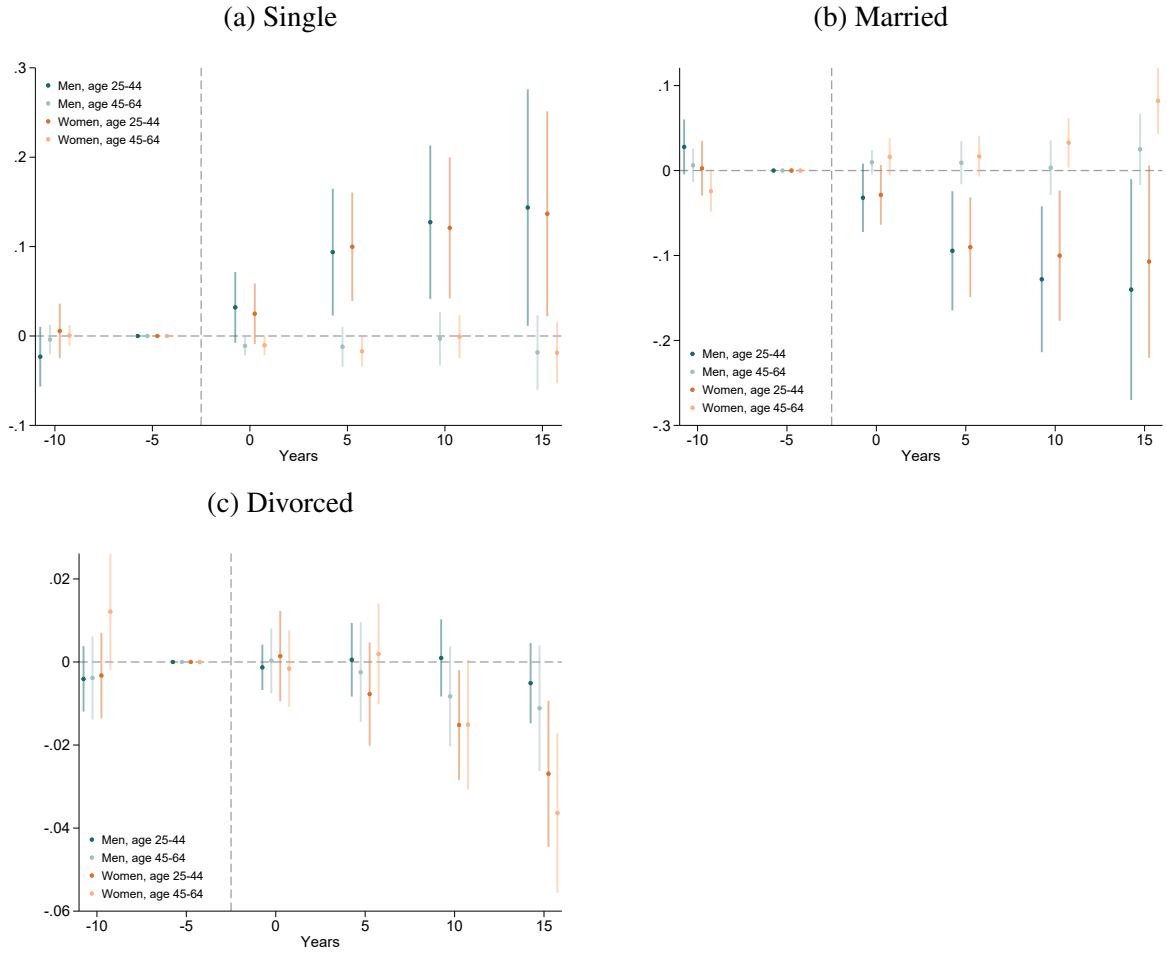 (a) Single
.3
.2
.1
0
-.1
Men, age 25-44
Men, age 45-64
Women, age 25-44
Women, age 45-64
-10 -5 0 5 10 15
Years
(b) Married
.1
0
-.1
-.2
-.3
Men, age 25-44
Men, age 45-64
Women, age 25-44
Women, age 45-64
-10 -5 0 5 10 15
Years
(c) Divorced
.02
0
-.02
-.04
-.06
Men, age 25-44
Men, age 45-64
Women, age 25-44
Women, age 45-64
-10 -5 0 5 10 15
Years